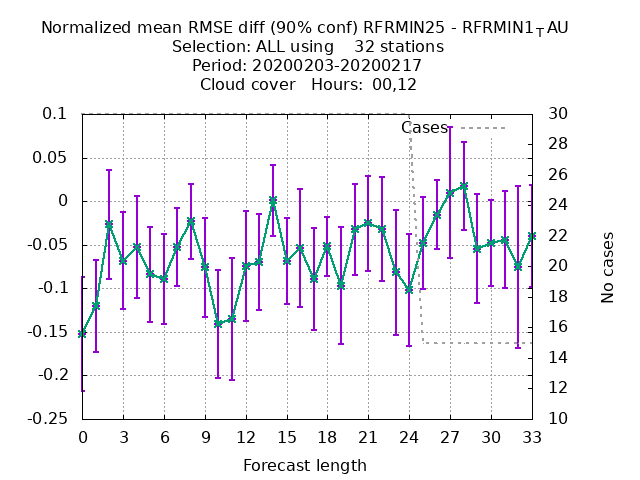 Normalized mean RMSE diff (90% conf) RFRMIN25 - RFRMIN1_TAU
Selection: ALL using    32 stations
Period: 20200203-20200217
Cloud cover   Hours:  00,12
0.1
0.05
0
-0.05
-0.1
-0.15
-0.2
-0.25
Cases
30
28
26
24
22
20
18
16
14
12
10
No cases
0 3 6 9 12 15 18 21 24 27 30 33
Forecast length